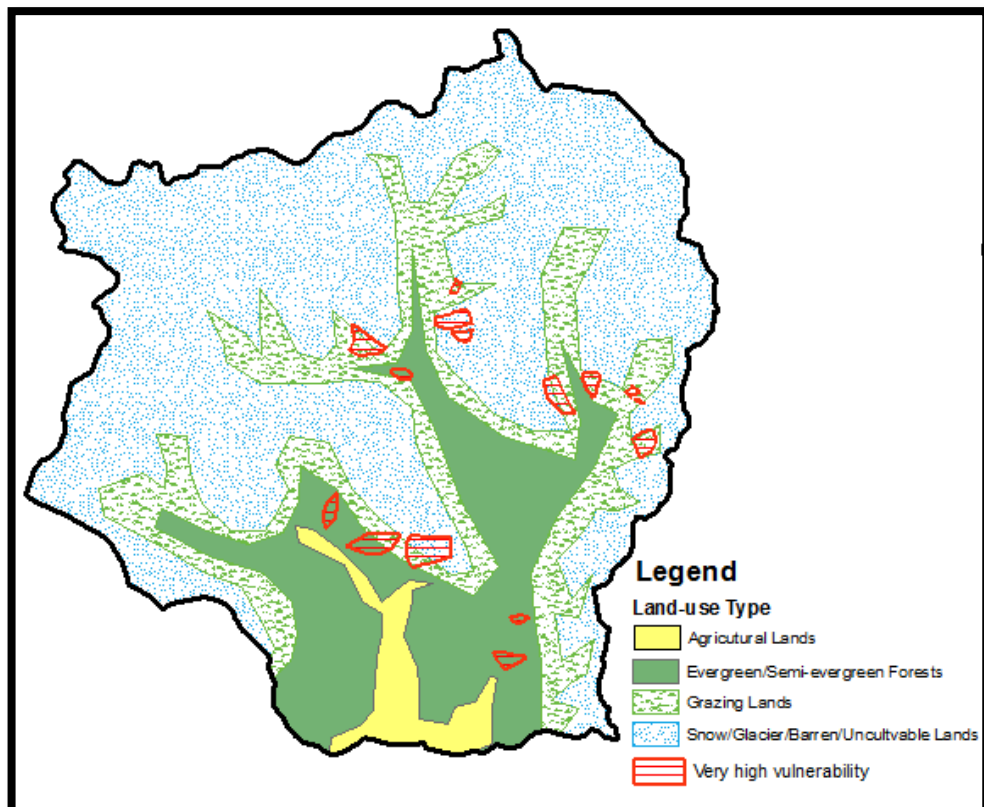 Legend
Land-use Type
Agricutural Lands
Evergreen/Semi-evergreen Forests
Grazing Lands
Snow/Glacier/Barren/Uncultvable Lands
Very high vulnerability